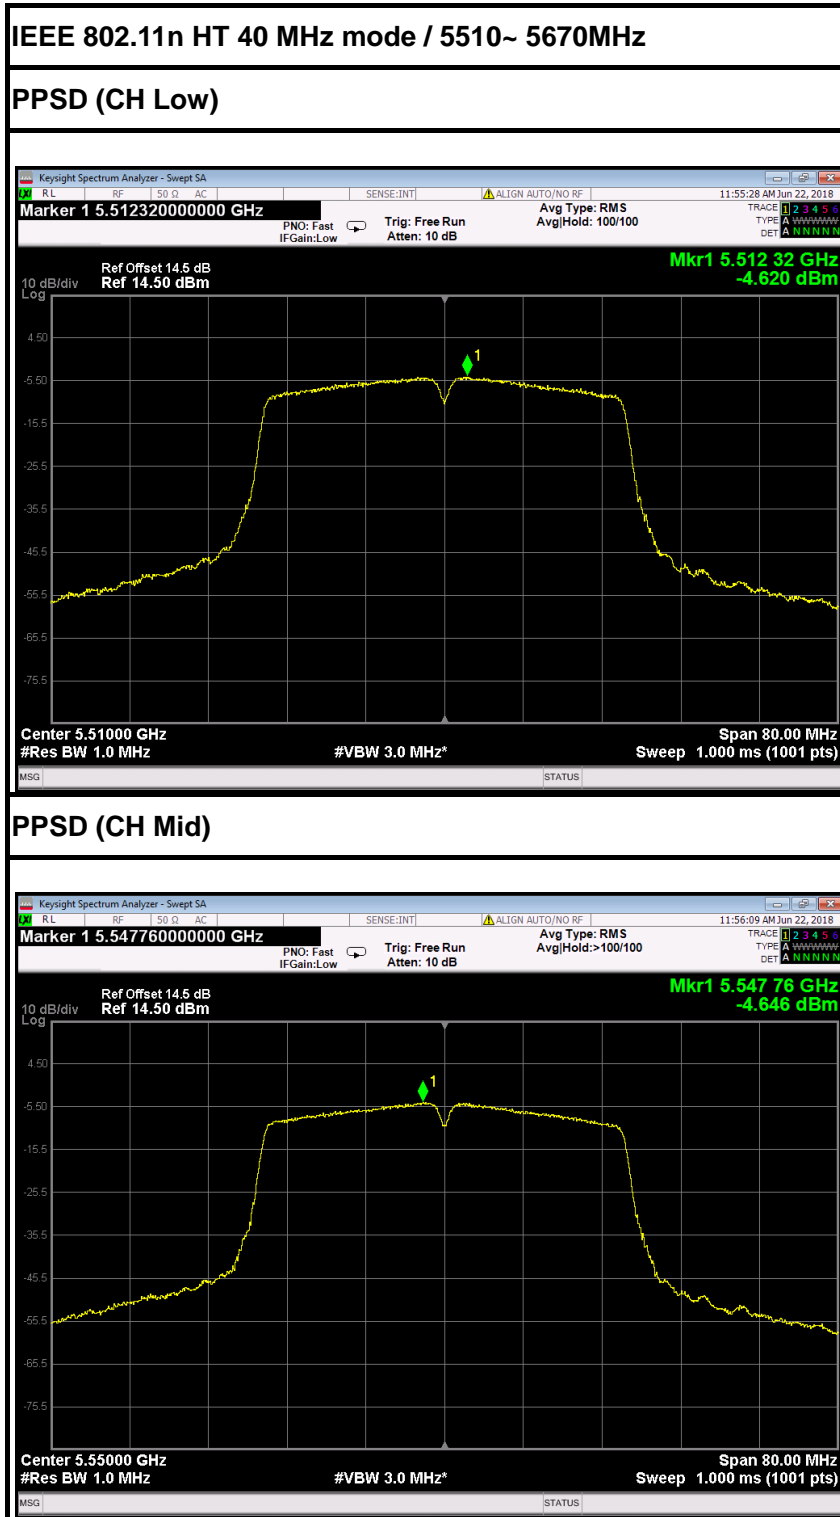 IEEE 802.11n HT 40 MHz mode / 5510~ 5670MHz
PPSD (CH Low)
Keysight Spectrum Analyzer - Swept SA
LXI RL RF 50 Ω AC SENSE:INT ALIGN AUTO/NO RF 11:55:28 AM Jun 22, 2018
Marker 1 5.512320000000 GHz
PNO: Fast
IFGain:Low
Trig: Free Run
Atten: 10 dB
Avg Type: RMS
Avg|Hold: 100/100
TRACE 1 2 3 4 5 6
TYPE A WWWWW
DET A N N N N N
Mkr1 5.512 32 GHz
-4.620 dBm
Ref Offset 14.5 dB
10 dB/div Ref 14.50 dBm
Log
1
4.50
-5.50
-15.5
-25.5
-35.5
-45.5
-55.5
-65.5
-75.5
Center 5.51000 GHz Span 80.00 MHz
#Res BW 1.0 MHz #VBW 3.0 MHz* Sweep 1.000 ms (1001 pts)
MSG STATUS
PPSD (CH Mid)
Keysight Spectrum Analyzer - Swept SA
LXI RL RF 50 Ω AC SENSE:INT ALIGN AUTO/NO RF 11:56:09 AM Jun 22, 2018
Marker 1 5.547760000000 GHz
PNO: Fast
IFGain:Low
Trig: Free Run
Atten: 10 dB
Avg Type: RMS
Avg|Hold:>100/100
TRACE 1 2 3 4 5 6
TYPE A WWWWW
DET A N N N N N
Mkr1 5.547 76 GHz
-4.646 dBm
Ref Offset 14.5 dB
10 dB/div Ref 14.50 dBm
Log
1
4.50
-5.50
-15.5
-25.5
-35.5
-45.5
-55.5
-65.5
-75.5
Center 5.55000 GHz Span 80.00 MHz
#Res BW 1.0 MHz #VBW 3.0 MHz* Sweep 1.000 ms (1001 pts)
MSG STATUS